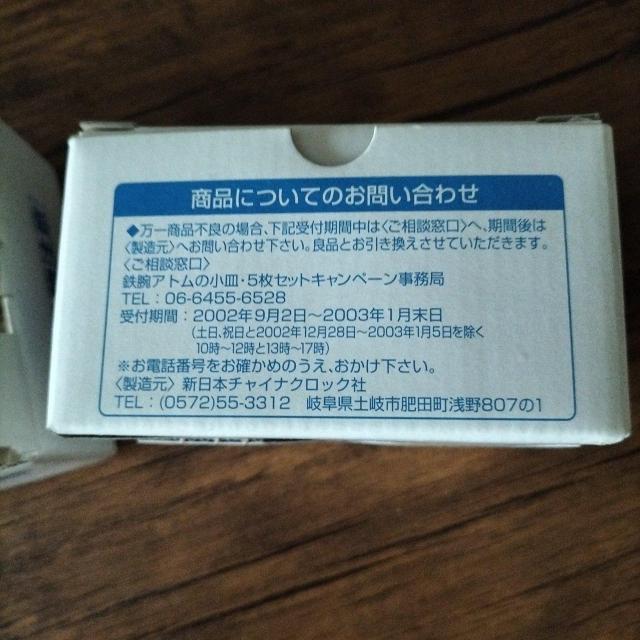 商品についてのお問い合わせ
◆万一商品不良の場合、下記受付期間中は〈ご相談窓口〉へ、期間後は
〈製造元〉へお問い合わせ下さい。良品とお引き換えさせていただきます。
〈ご相談窓口〉
鉄腕アトムの小皿・5枚セットキャンペーン事務局
TEL：06-6455-6528
受付期間：2002年9月2日～2003年1月末日
(土日、祝日と2002年12月28日～2003年1月5日を除く
10時～12時と13時～17時)
※お電話番号をお確かめのうえ、おかけ下さい。
〈製造元〉新日本チャイナクロック社
TEL：(0572)55-3312　岐阜県土岐市肥田町浅野807の1